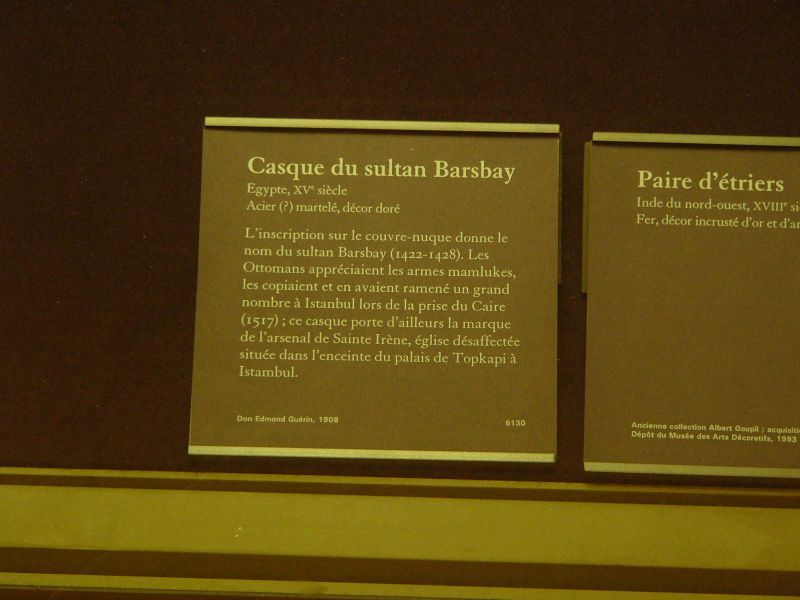 Casque du sultan Barsbay
Egypte, XVe siècle
Acier (?) martelé, décor doré
L'inscription sur le couvre-nuque donne le
nom du sultan Barsbay (1422-1428). Les
Ottomans appréciaient les armes mamlukes,
les copiaient et en avaient ramené un grand
nombre à Istanbul lors de la prise du Caire
(1517) ; ce casque porte d'ailleurs la marque
de l'arsenal de Sainte Irène, église désaffectée
située dans l'enceinte du palais de Topkapi à
Istambul.
Don Edmond Guérin, 1908
6130
Paire d'étriers
Inde du nord-ouest, XVIIIe
Fer, décor incrusté d'or et
Ancienne collection Albert Goupil ;
Dépôt du Musée des Arts Décoratifs, 1993